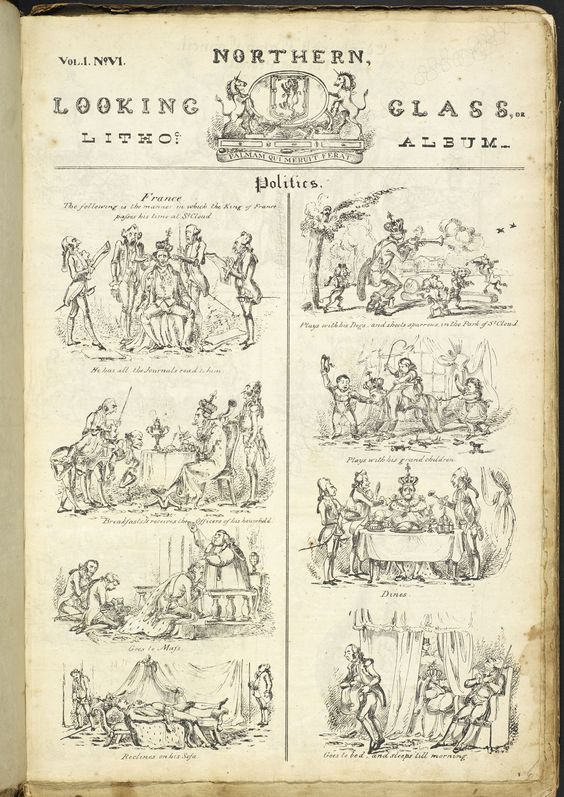 VOL.I. NO.VI.
NORTHERN,
LOOKING GLASS, OR
LITHOC. ALBUM
PALMAM QUI MERUIT FERAT
Politics.
France
The following is the manner in which the King of France
passes his time at St. Cloud
He has all the Journals read to him.
Breakfasts & receives the Officers of his household
Goes to Mass
Reclines on his Sofa
Plays with his Dogs, and shoots sparrows, in the Park of St. Cloud
Plays with his grand children
Dines.
Goes to bed, and sleeps till morning